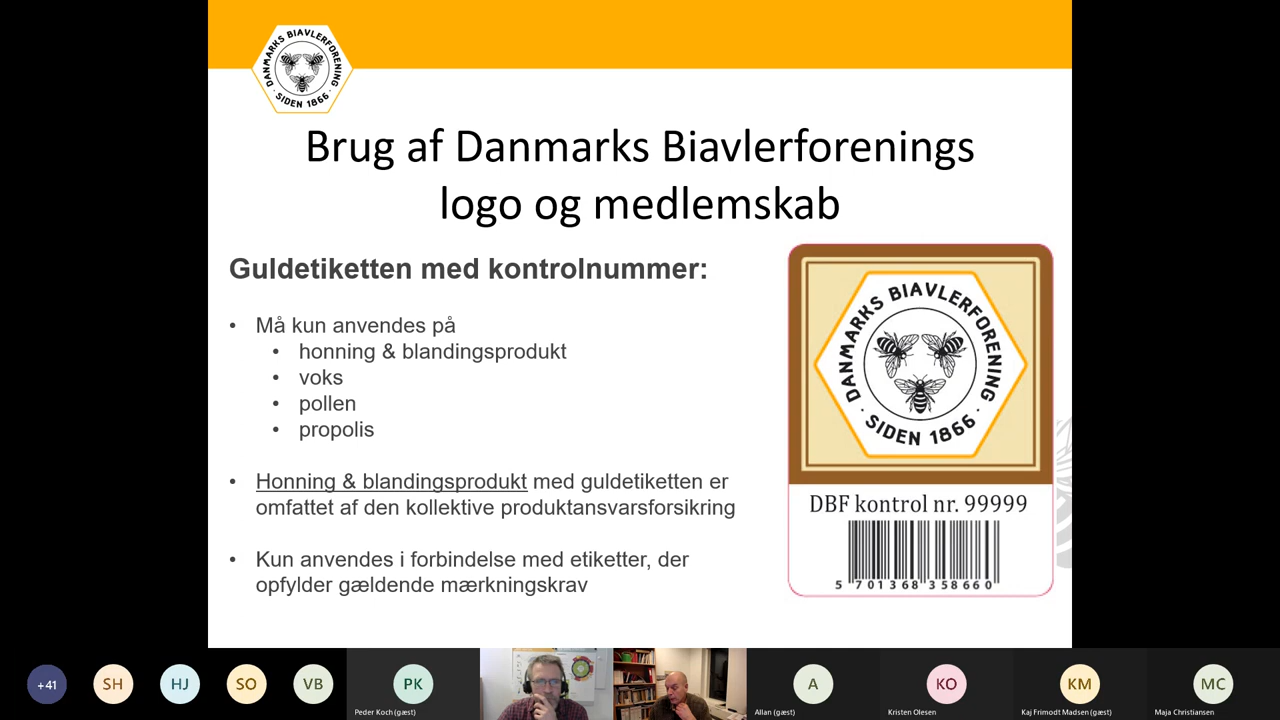 DANMARKS BIAVLERFORENING
· SIDEN 1866 ·
Brug af Danmarks Biavlerforenings
logo og medlemskab
Guldetiketten med kontrolnummer:
• Må kun anvendes på
• honning & blandingsprodukt
• voks
• pollen
• propolis
• Honning & blandingsprodukt med guldetiketten er
omfattet af den kollektive produktansvarsforsikring
• Kun anvendes i forbindelse med etiketter, der
opfylder gældende mærkningskrav
DANMARKS BIAVLERFORENING
· SIDEN 1866 ·
DBF kontrol nr. 99999
5 701368 358660
+41
SH
HJ
SO
VB
PK
A
KO
KM
MC
Peder Koch (gæst)
Allan (gæst)
Kristen Olesen
Kaj Frimodt Madsen (gæst)
Maja Christiansen